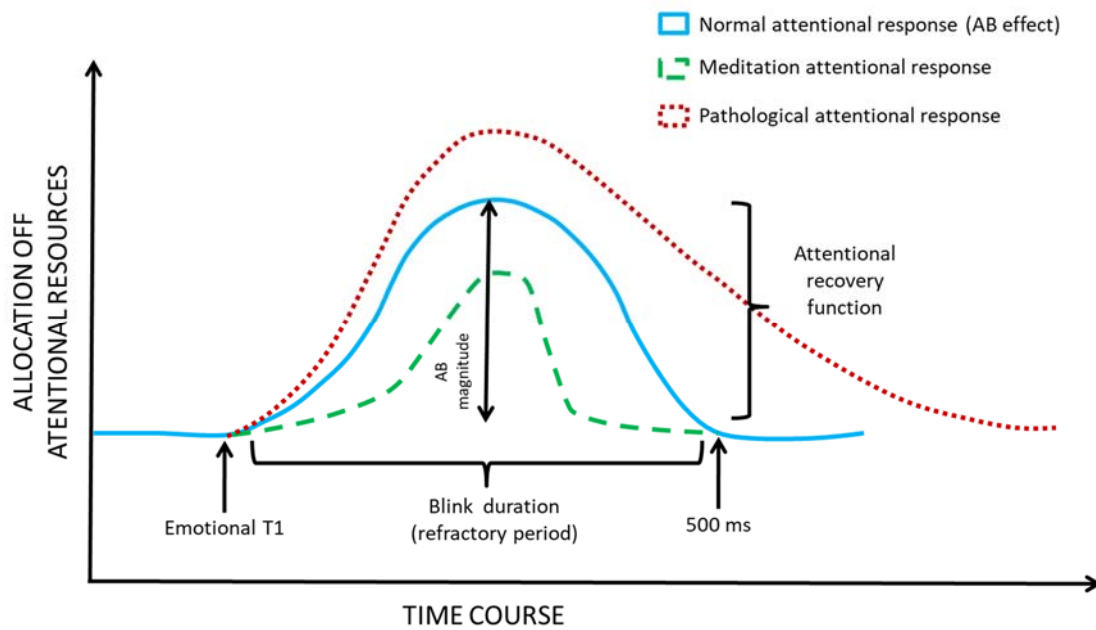 Normal attentional response (AB effect)
Meditation attentional response
Pathological attentional response
ALLOCATION OFF
ATENTIONAL RESOURCES
AB
magnitude
Attentional
recovery
function
Emotional T1
Blink duration
(refractory period)
500 ms
TIME COURSE